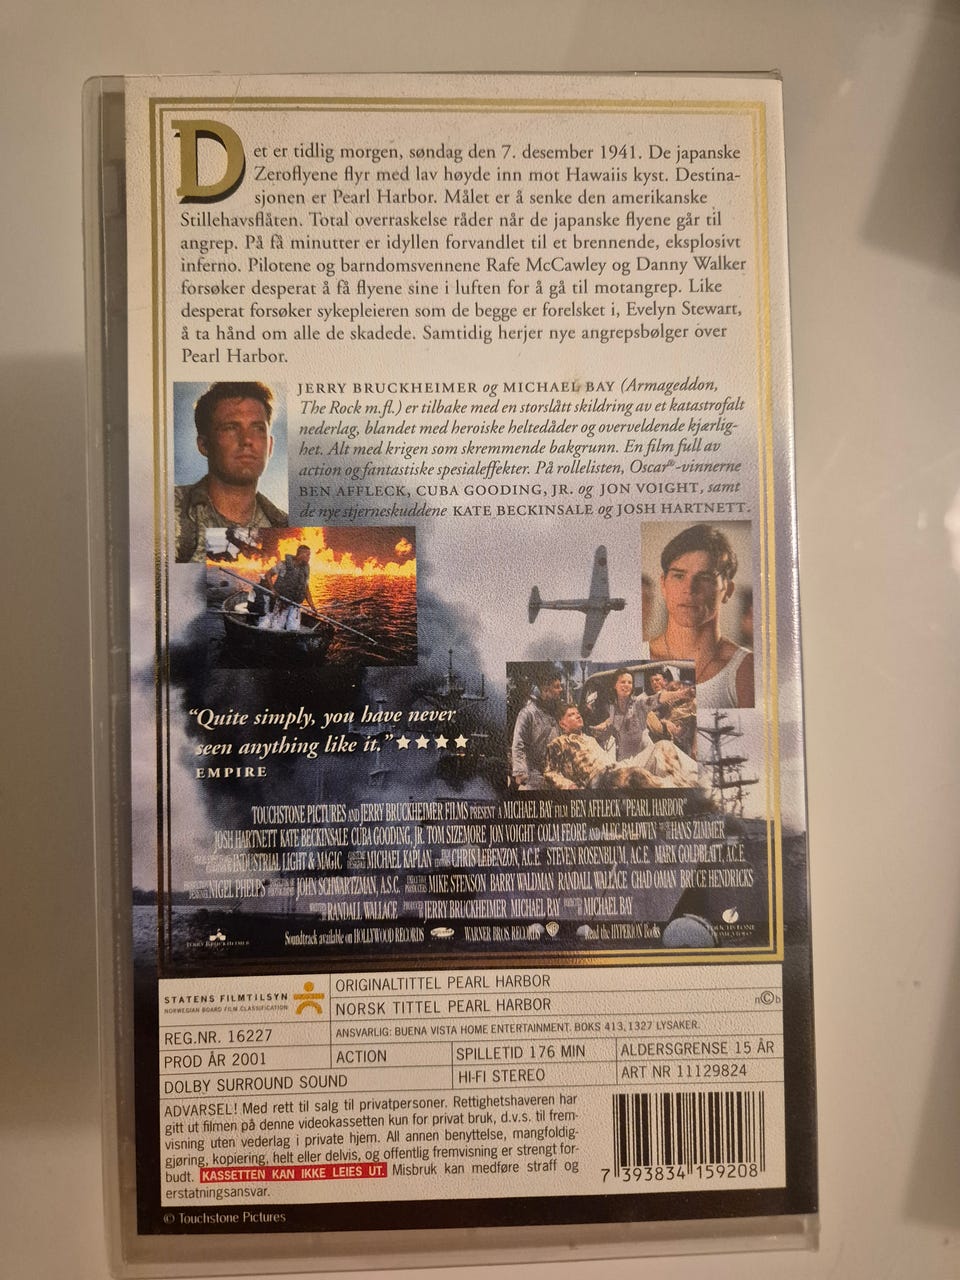 Det er tidlig morgen, søndag den 7. desember 1941. De japanske
Zeroflyene flyr med lav høyde inn mot Hawaiis kyst. Destina-
sjonen er Pearl Harbor. Målet er å senke den amerikanske
Stillehavsflåten. Total overraskelse råder når de japanske flyene går til
angrep. På få minutter er idyllen forvandlet til et brennende, eksplosivt
inferno. Pilotene og barndomsvennene Rafe McCawley og Danny Walker
forsøker desperat å få flyene sine i luften for å gå til motangrep. Like
desperat forsøker sykepleieren som de begge er forelsket i, Evelyn Stewart,
å ta hånd om alle de skadede. Samtidig herjer nye angrepsbølger over
Pearl Harbor.
JERRY BRUCKHEIMER og MICHAEL BAY (Armageddon,
The Rock m.fl.) er tilbake med en storslått skildring av et katastrofalt
nederlag, blandet med heroiske heltedåder og overveldende kjærlig-
het. Alt med krigen som skremmende bakgrunn. En film full av
action og fantastiske spesialeffekter. På rollelisten, Oscar®-vinnerne
BEN AFFLECK, CUBA GOODING, JR. og JON VOIGHT, samt
de nye stjerneskuddene KATE BECKINSALE og JOSH HARTNETT.
“Quite simply, you have never
seen anything like it.” ★★★★
EMPIRE
TOUCHSTONE PICTURES AND JERRY BRUCKHEIMER FILMS PRESENT A MICHAEL BAY FILM BEN AFFLECK "PEARL HARBOR"
JOSH HARTNETT KATE BECKINSALE CUBA GOODING, JR. TOM SIZEMORE JON VOIGHT COLM FEORE AND ALEC BALDWIN HANS ZIMMER
INDUSTRIAL LIGHT & MAGIC MICHAEL KAPLAN CHRIS LEBENZON, A.C.E. STEVEN ROSENBLUM, A.C.E. MARK GOLDBLATT, A.C.E.
NIGEL PHELPS JOHN SCHWARTZMAN, A.S.C. EXECUTIVE PRODUCERS MIKE STENSON BARRY WALDMAN RANDALL WALLACE CHAD OMAN BRUCE HENDRICKS
RANDALL WALLACE JERRY BRUCKHEIMER MICHAEL BAY MICHAEL BAY
JERRY BRUCKHEIMER Soundtrack available on HOLLYWOOD RECORDS WARNER BROS RECORDS Read the HYPERION Books
STATENS FILMTILSYN
NORWEGIAN BOARD FILM CLASSIFICATION
ORIGINALTITTEL PEARL HARBOR
NORSK TITTEL PEARL HARBOR
n©b
REG.NR. 16227
ANSVARLIG: BUENA VISTA HOME ENTERTAINMENT. BOKS 413, 1327 LYSAKER.
PROD ÅR 2001
ACTION
SPILLETID 176 MIN
ALDERSGRENSE 15 ÅR
DOLBY SURROUND SOUND
HI-FI STEREO
ART NR 11129824
ADVARSEL! Med rett til salg til privatpersoner. Rettighetshaveren har
gitt ut filmen på denne videokassetten kun for privat bruk, d.v.s. til frem-
visning uten vederlag i private hjem. All annen benyttelse, mangfoldig-
gjøring, kopiering, helt eller delvis, og offentlig fremvisning er strengt for-
budt. KASSETTEN KAN IKKE LEIES UT. Misbruk kan medføre straff og
erstatningsansvar.
7 393834 159208
© Touchstone Pictures